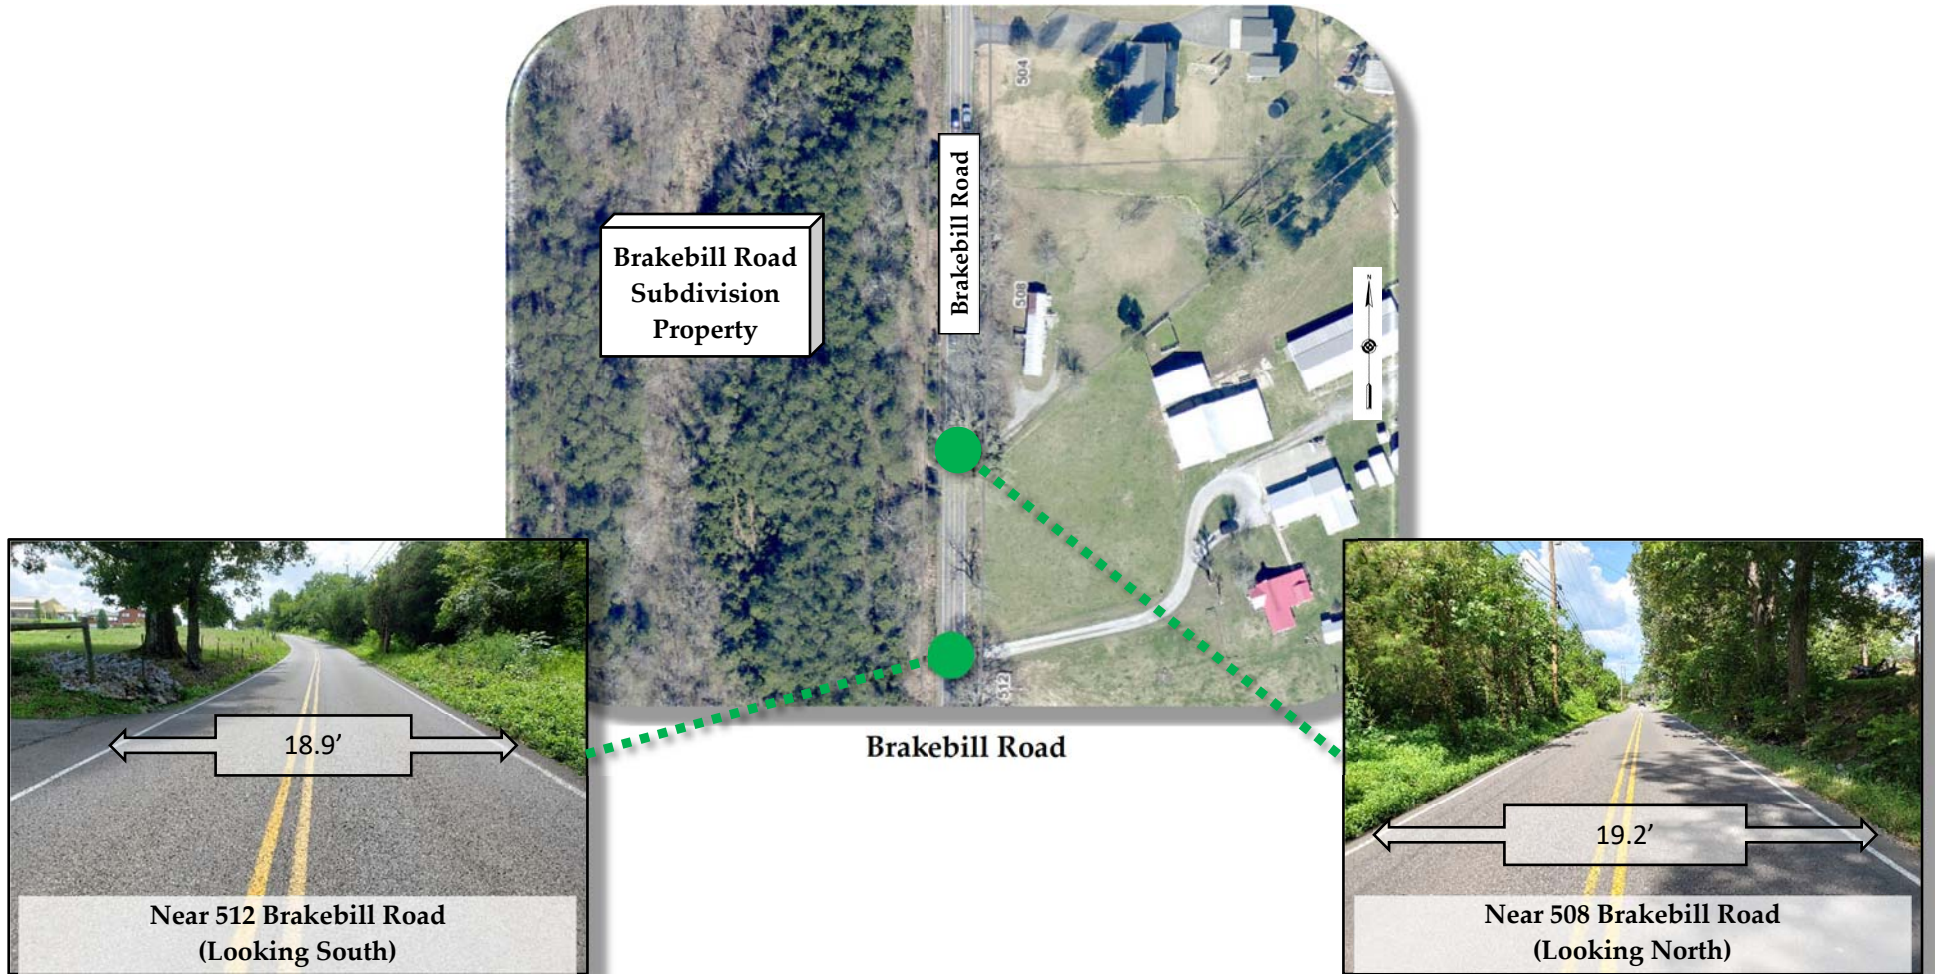 504
Brakebill Road
Brakebill Road
Subdivision
Property
N
508
512
Brakebill Road
18.9’
Near 512 Brakebill Road
(Looking South)
19.2’
Near 508 Brakebill Road
(Looking North)